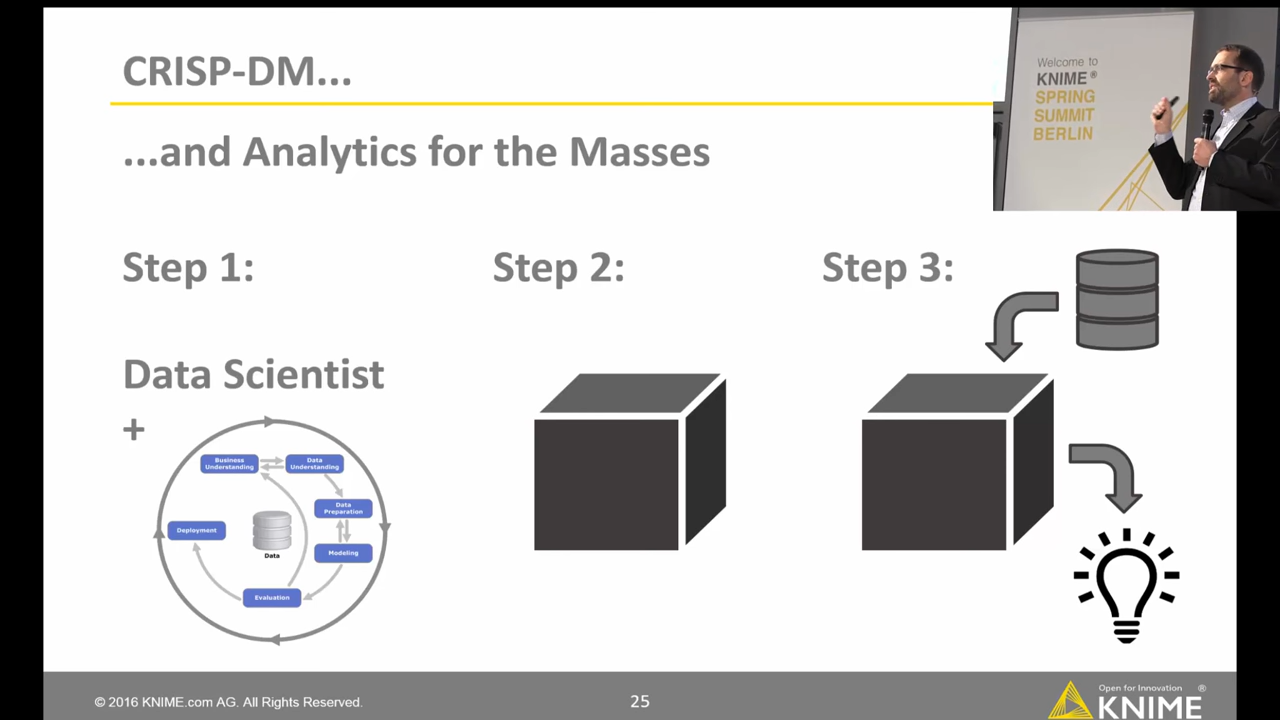 CRISP-DM...
...and Analytics for the Masses
Welcome to
KNIME ®
SPRING
SUMMIT
BERLIN
Step 1:
Step 2:
Step 3:
Data Scientist
+
Business
Understanding
Data
Understanding
Data
Preparation
Deployment
Data
Modeling
Evaluation
© 2016 KNIME.com AG. All Rights Reserved.
25
Open for Innovation ®
KNIME